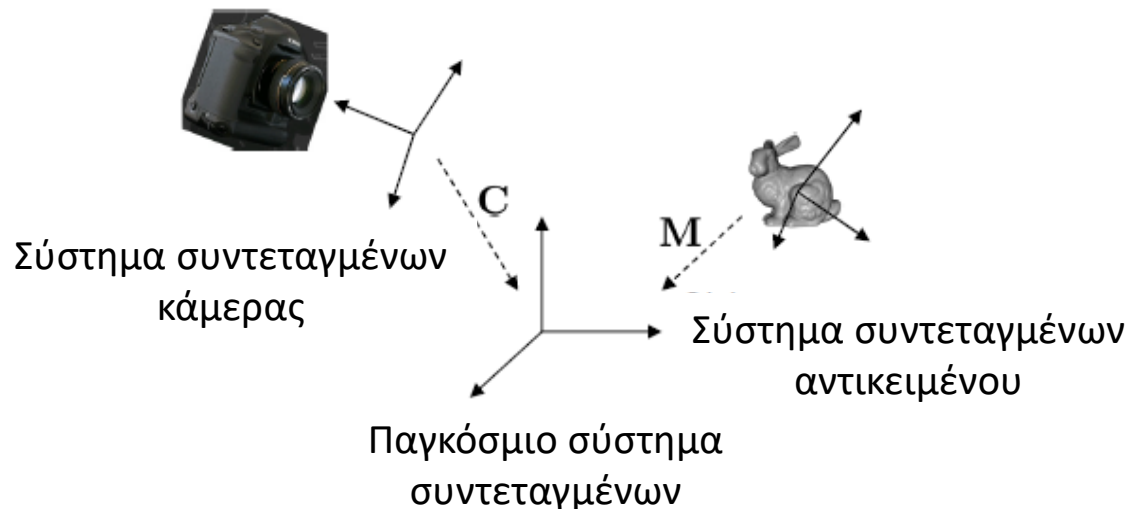 C
M
Σύστημα συντεταγμένων
κάμερας
Σύστημα συντεταγμένων
αντικειμένου
Παγκόσμιο σύστημα
συντεταγμένων